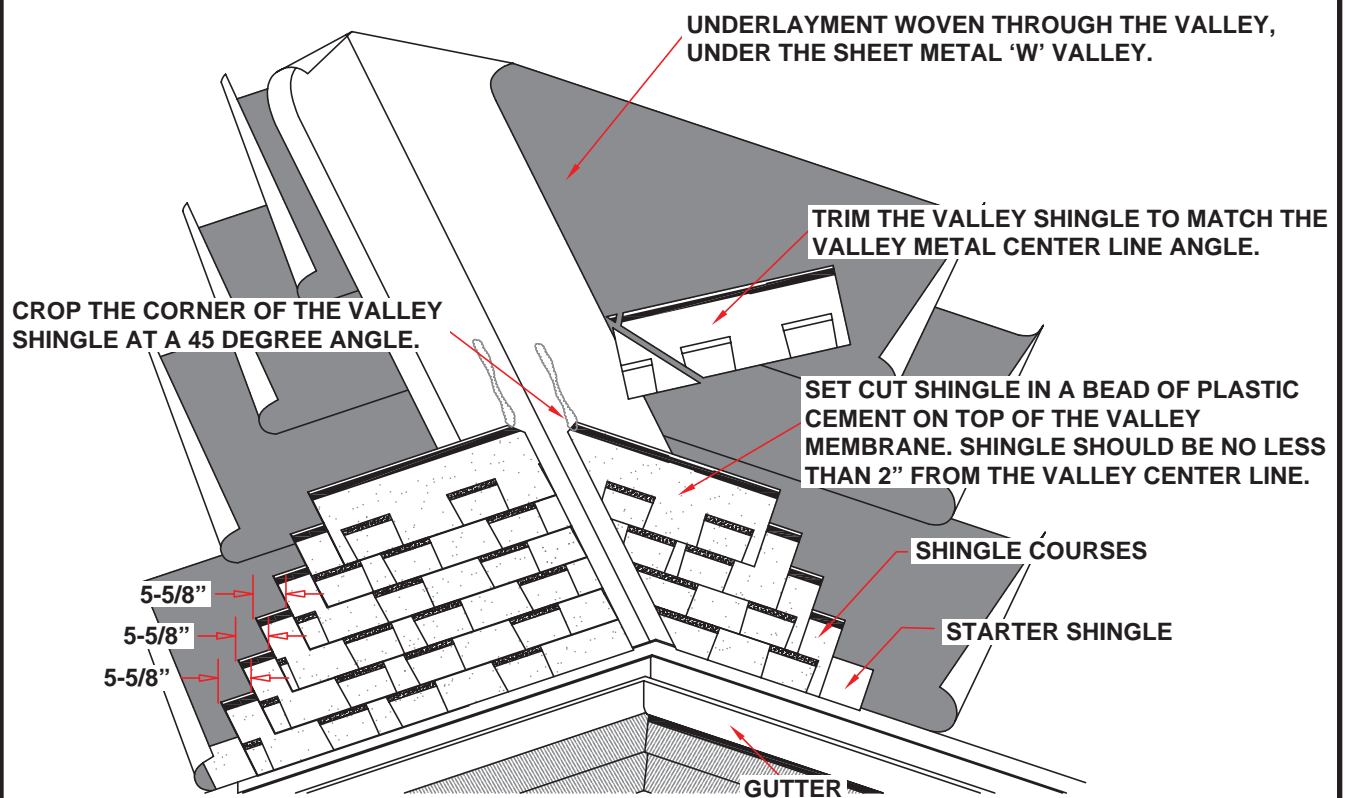 UNDERLAYMENT WOVEN THROUGH THE VALLEY,
UNDER THE SHEET METAL ‘W’ VALLEY.
TRIM THE VALLEY SHINGLE TO MATCH THE
VALLEY METAL CENTER LINE ANGLE.
CROP THE CORNER OF THE VALLEY
SHINGLE AT A 45 DEGREE ANGLE.
SET CUT SHINGLE IN A BEAD OF PLASTIC
CEMENT ON TOP OF THE VALLEY
MEMBRANE. SHINGLE SHOULD BE NO LESS
THAN 2” FROM THE VALLEY CENTER LINE.
SHINGLE COURSES
5-5/8”
5-5/8”
STARTER SHINGLE
5-5/8”
GUTTER